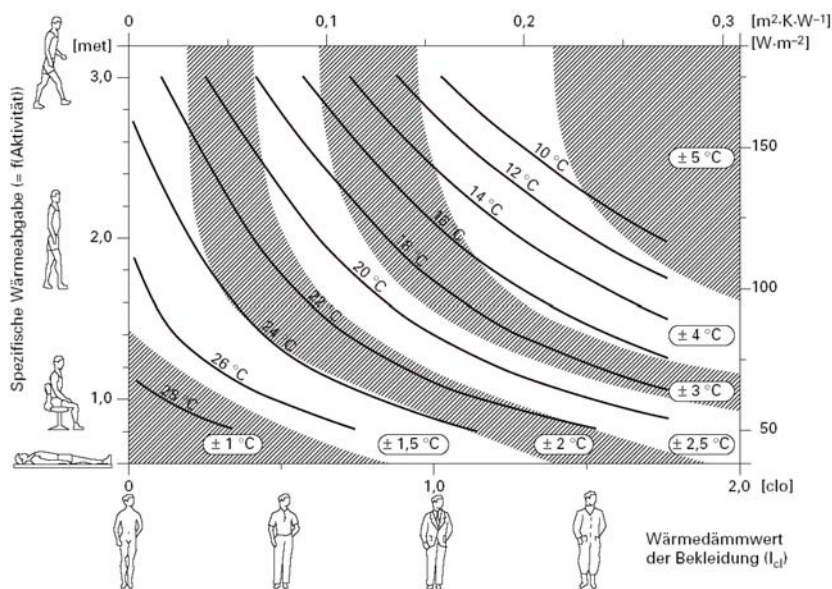 0 0,1 0,2 0,3 [m²·K·W⁻¹]
[met] [W·m⁻²]
3,0
Spezifische Wärmeabgabe (= f(Aktivität))
150
10 °C
± 5 °C
12 °C
14 °C
16 °C
2,0
18 °C
20 °C
100
22 °C
24 °C
± 4 °C
26 °C
1,0
28 °C
± 3 °C
± 1 °C ± 1,5 °C ± 2 °C ± 2,5 °C
50
0 1,0 2,0 [clo]
Wärmedämmwert
der Bekleidung (I_cl)